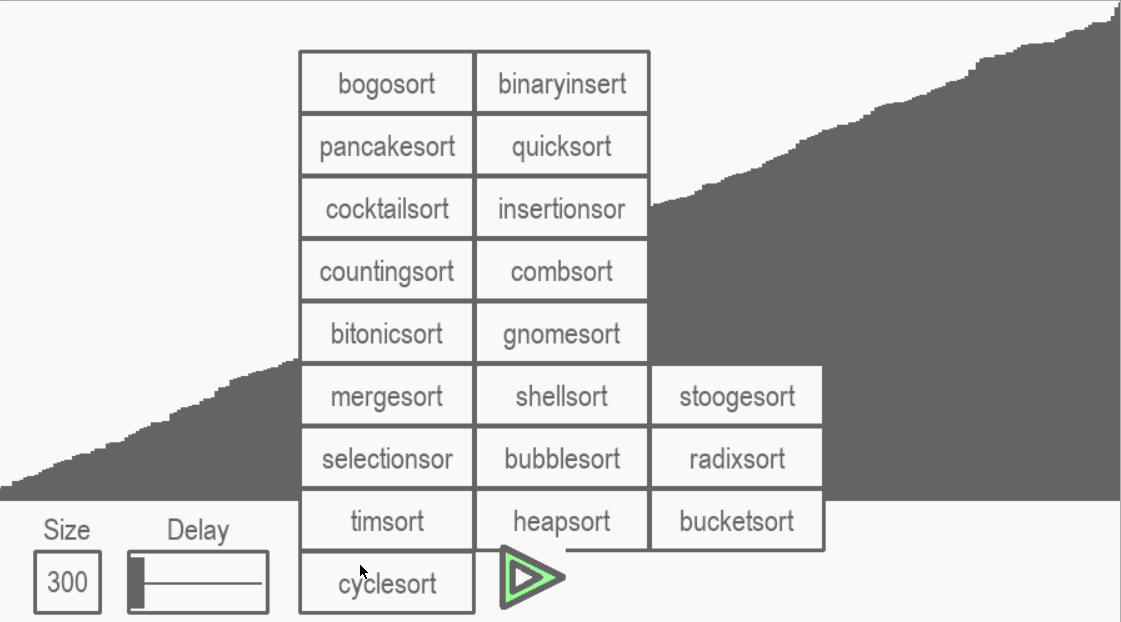 bogosort
binaryinsert
pancakesort
quicksort
cocktailsort
insertionsor
countingsort
combsort
bitonicsort
gnomesort
mergesort
shellsort
stoogesort
selectionsor
bubblesort
radixsort
timsort
heapsort
bucketsort
Size
Delay
300
cyclesort